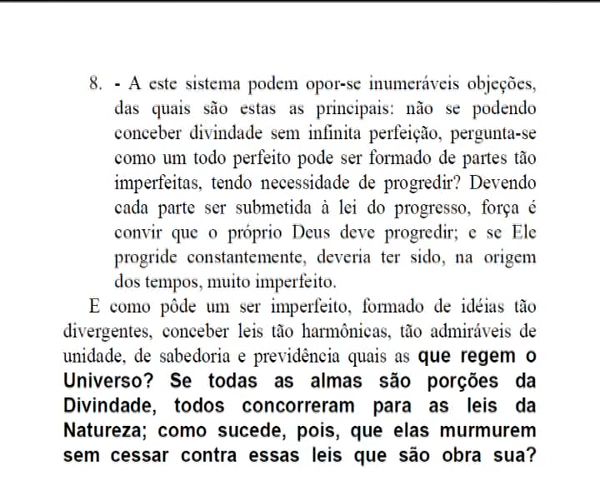 8. - A este sistema podem opor-se inumeráveis objeções,
das quais são estas as principais: não se podendo
conceber divindade sem infinita perfeição, pergunta-se
como um todo perfeito pode ser formado de partes tão
imperfeitas, tendo necessidade de progredir? Devendo
cada parte ser submetida à lei do progresso, força é
convir que o próprio Deus deve progredir; e se Ele
progride constantemente, deveria ter sido, na origem
dos tempos, muito imperfeito.
E como pôde um ser imperfeito, formado de idéias tão
divergentes, conceber leis tão harmônicas, tão admiráveis de
unidade, de sabedoria e previdência quais as que regem o
Universo? Se todas as almas são porções da
Divindade, todos concorreram para as leis da
Natureza; como sucede, pois, que elas murmurem
sem cessar contra essas leis que são obra sua?